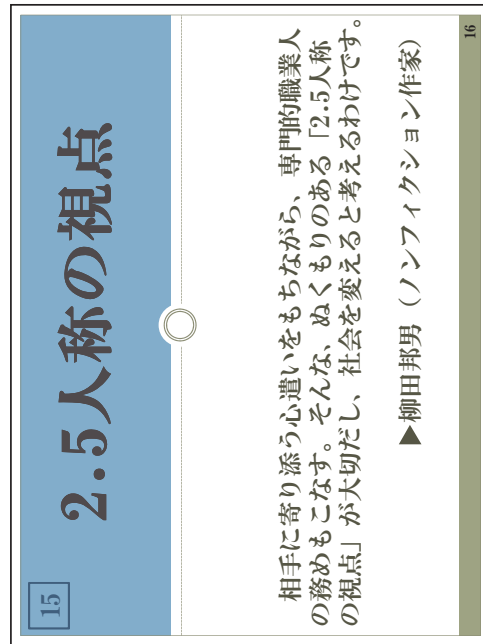 15
2.5人称の視点
相手に寄り添う心遣いをもちながら、専門的職業人
の務めもこなす。そんな、ぬくもりのある「2.5人称
の視点」が大切だし、社会を変えると考えるわけです。
▶柳田邦男（ノンフィクション作家）
16